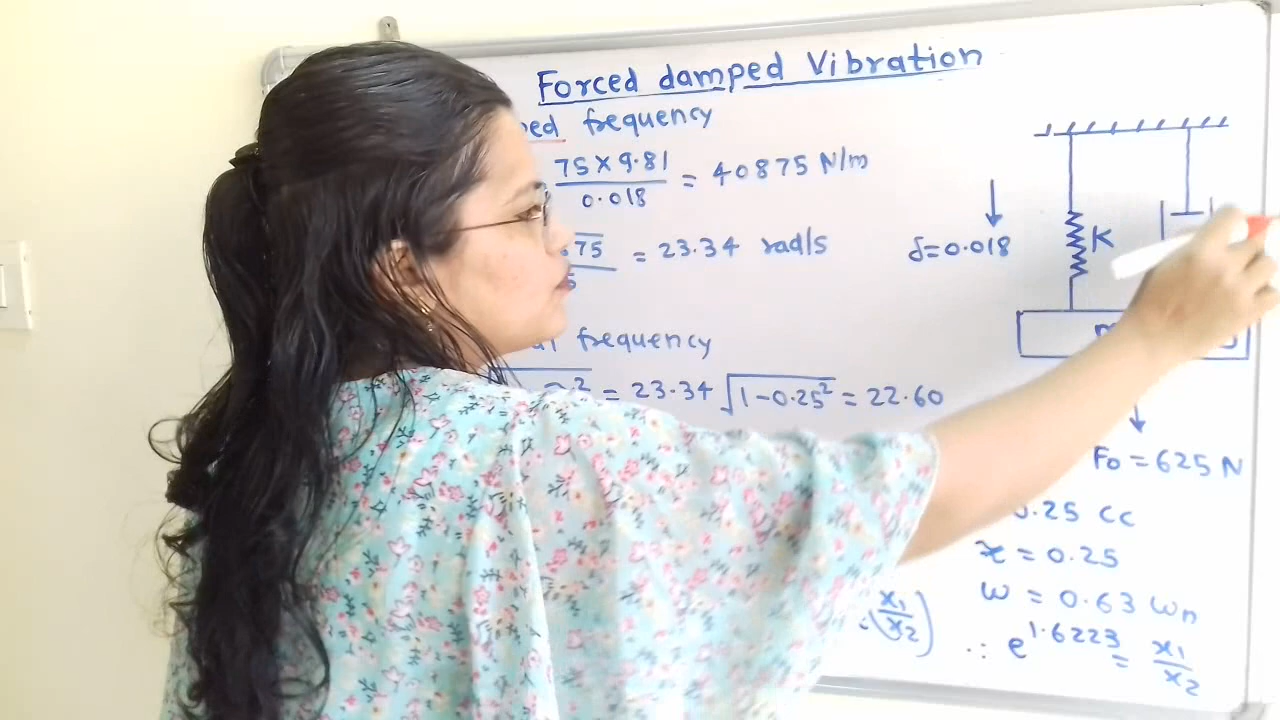 Forced damped Vibration
ped frequency
75 × 9.81 / 0.018 = 40875 N/m
75 = 23.34 rad/s
frequency
= 23.34 √1-0.25² = 22.60
δ=0.018
K
F0 = 625 N
0.25 Cc
x = 0.25
ω = 0.63 ωn
(x1/x2)
∴ e^1.6223 = x1/x2